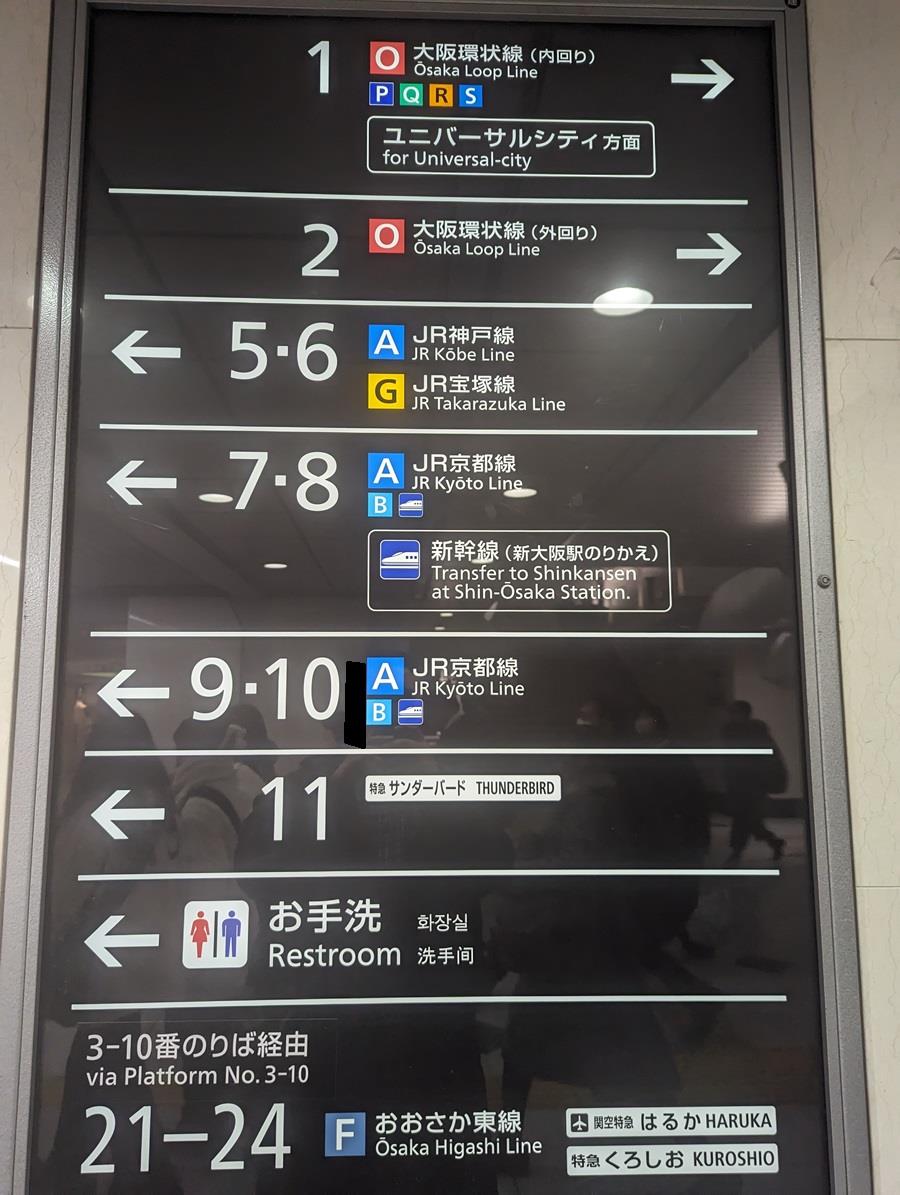 1
O 大阪環状線（内回り）
Ōsaka Loop Line
P Q R S
ユニバーサルシティ方面
for Universal-city
2
O 大阪環状線（外回り）
Ōsaka Loop Line
5·6
A JR神戸線
JR Kōbe Line
G JR宝塚線
JR Takarazuka Line
7·8
A JR京都線
JR Kyōto Line
B
新幹線（新大阪駅のりかえ）
Transfer to Shinkansen
at Shin-Ōsaka Station.
9·10
A JR京都線
JR Kyōto Line
B
11
特急 サンダーバード THUNDERBIRD
お手洗 화장실
Restroom 洗手间
3-10番のりば経由
via Platform No. 3-10
21-24
F おおさか東線
Ōsaka Higashi Line
関空特急 はるか HARUKA
特急 くろしお KUROSHIO